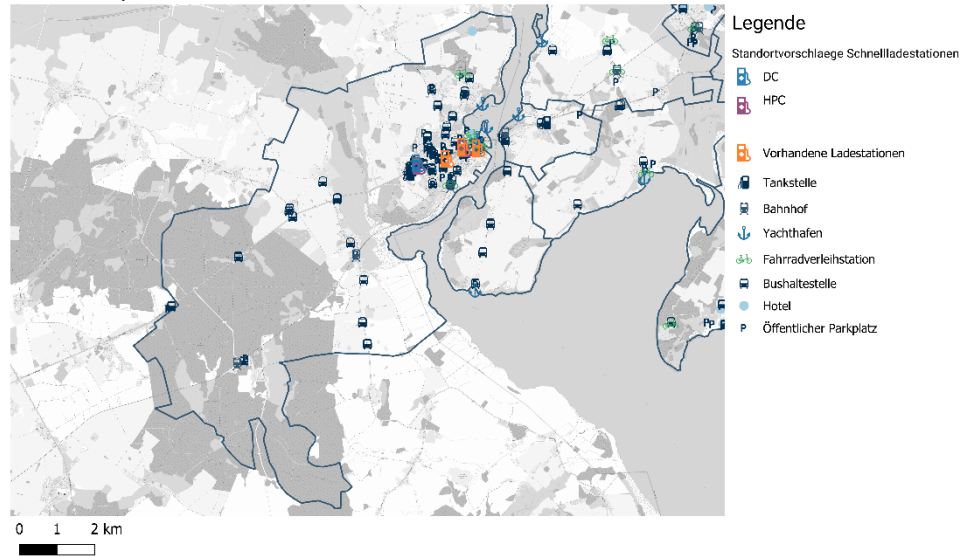 Legende
Standortvorschlaege Schnellladestationen
DC
HPC
Vorhandene Ladestationen
Tankstelle
Bahnhof
Yachthafen
Fahrradverleihstation
Bushaltestelle
Hotel
P Öffentlicher Parkplatz
0 1 2 km